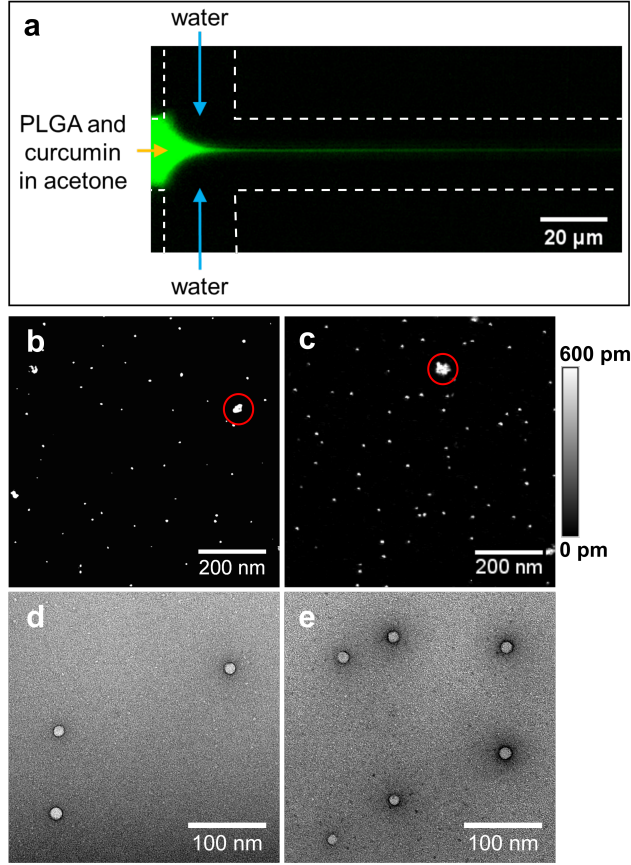 a
water
PLGA and
curcumin
in acetone
20 µm
water
b
200 nm
c
200 nm
600 pm
0 pm
d
100 nm
e
100 nm